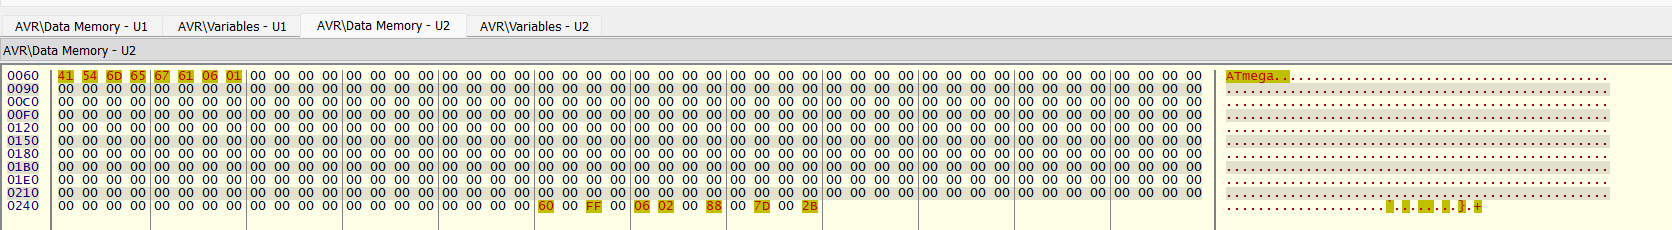 AVR\Data Memory - U1 AVR\Variables - U1 AVR\Data Memory - U2 AVR\Variables - U2
AVR\Data Memory - U2
0060 41 54 6D 65 67 61 06 01 00 00 00 00 00 00 00 00 00 00 00 00 00 00 00 00 00 00 00 00 00 00 00 00 00 00 00 00 00 00 00 00 00 00 00 00 00 00 00 00 ATmega..........................................
0090 00 00 00 00 00 00 00 00 00 00 00 00 00 00 00 00 00 00 00 00 00 00 00 00 00 00 00 00 00 00 00 00 00 00 00 00 00 00 00 00 00 00 00 00 00 00 00 00 ................................................
00C0 00 00 00 00 00 00 00 00 00 00 00 00 00 00 00 00 00 00 00 00 00 00 00 00 00 00 00 00 00 00 00 00 00 00 00 00 00 00 00 00 00 00 00 00 00 00 00 00 ................................................
00F0 00 00 00 00 00 00 00 00 00 00 00 00 00 00 00 00 00 00 00 00 00 00 00 00 00 00 00 00 00 00 00 00 00 00 00 00 00 00 00 00 00 00 00 00 00 00 00 00 ................................................
0120 00 00 00 00 00 00 00 00 00 00 00 00 00 00 00 00 00 00 00 00 00 00 00 00 00 00 00 00 00 00 00 00 00 00 00 00 00 00 00 00 00 00 00 00 00 00 00 00 ................................................
0150 00 00 00 00 00 00 00 00 00 00 00 00 00 00 00 00 00 00 00 00 00 00 00 00 00 00 00 00 00 00 00 00 00 00 00 00 00 00 00 00 00 00 00 00 00 00 00 00 ................................................
0180 00 00 00 00 00 00 00 00 00 00 00 00 00 00 00 00 00 00 00 00 00 00 00 00 00 00 00 00 00 00 00 00 00 00 00 00 00 00 00 00 00 00 00 00 00 00 00 00 ................................................
01B0 00 00 00 00 00 00 00 00 00 00 00 00 00 00 00 00 00 00 00 00 00 00 00 00 00 00 00 00 00 00 00 00 00 00 00 00 00 00 00 00 00 00 00 00 00 00 00 00 ................................................
01E0 00 00 00 00 00 00 00 00 00 00 00 00 00 00 00 00 00 00 00 00 00 00 00 00 00 00 00 00 00 00 00 00 00 00 00 00 00 00 00 00 00 00 00 00 00 00 00 00 ................................................
0210 00 00 00 00 00 00 00 00 00 00 00 00 00 00 00 00 00 00 00 00 00 00 00 00 00 00 00 00 00 00 00 00 00 00 00 00 00 00 00 00 00 00 00 00 00 00 00 00 ................................................
0240 00 00 00 00 00 00 00 00 00 00 00 00 00 00 00 00 00 00 00 00 60 00 FF 00 06 02 00 88 00 7D 00 2B ....................`........}.+